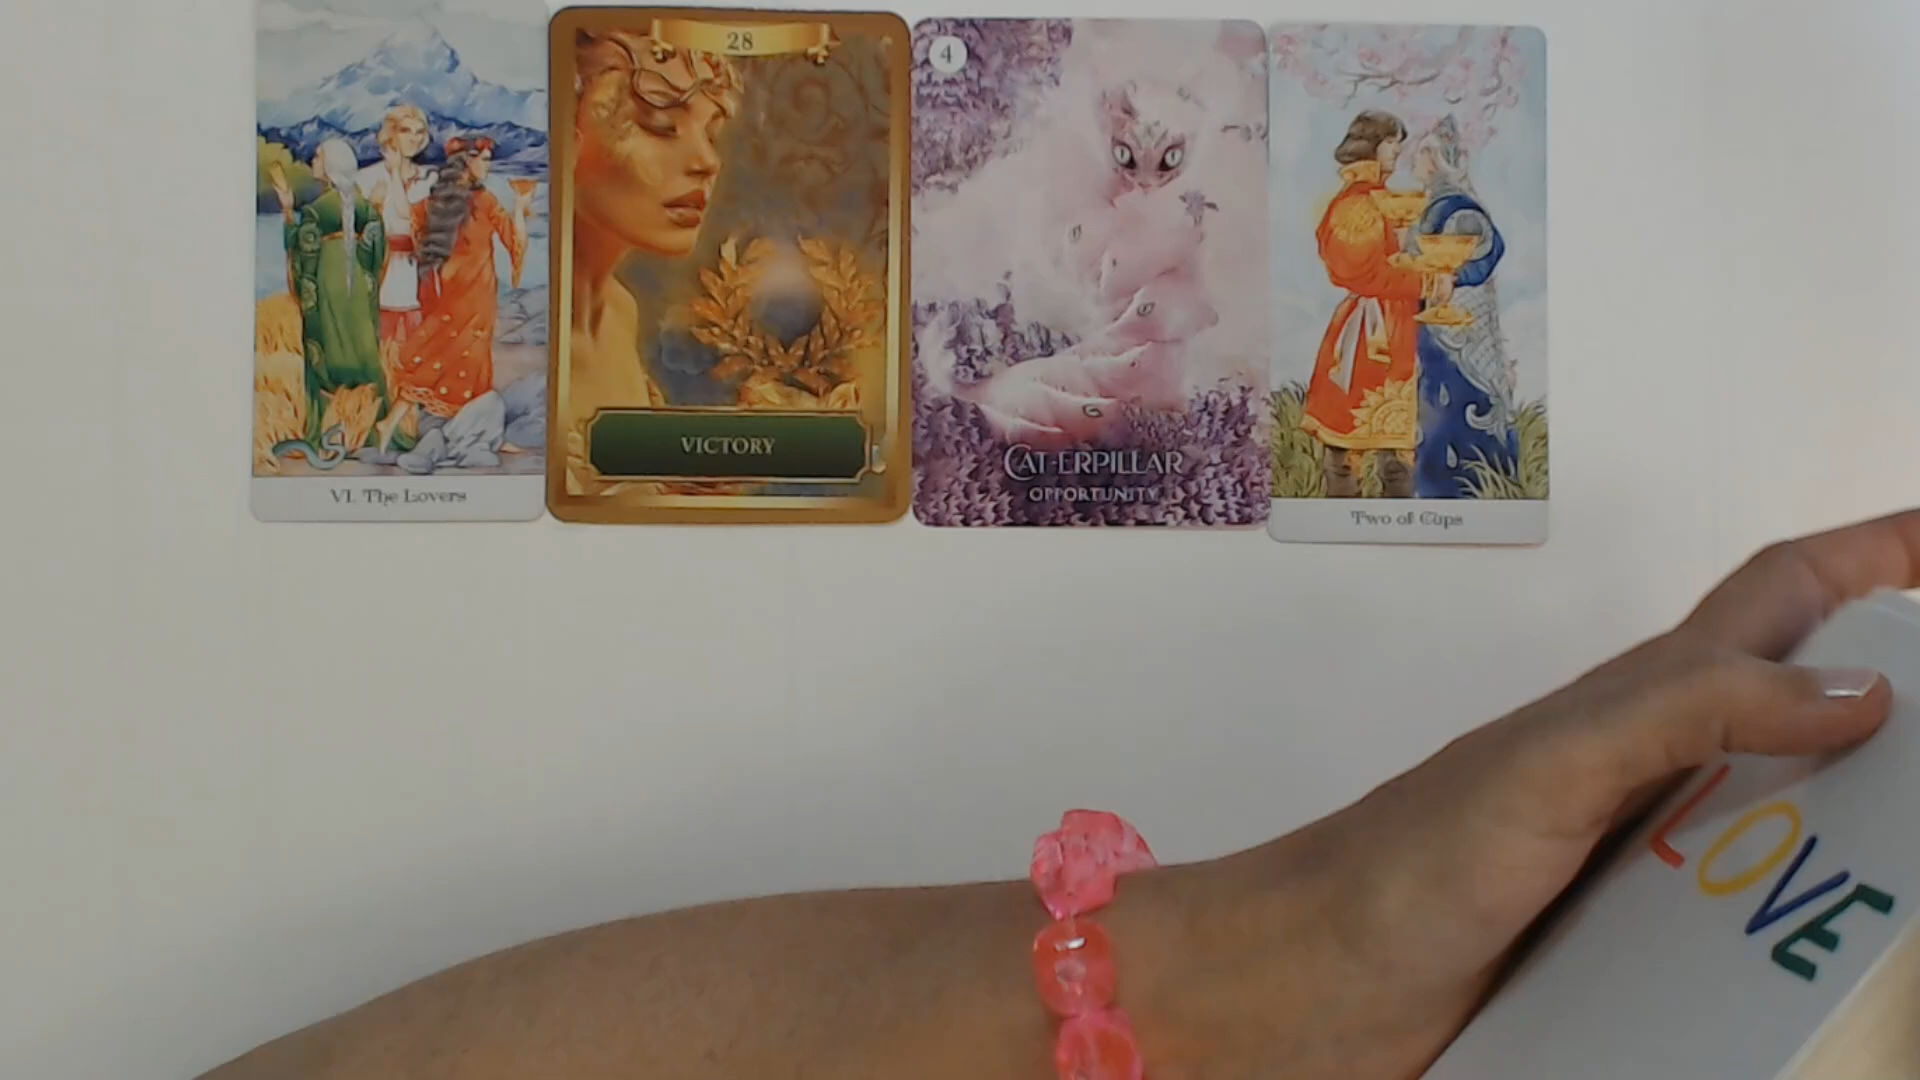 VI. The Lovers
28
VICTORY
4
CAT-ERPILLAR
OPPORTUNITY
Two of Cups
LOVE